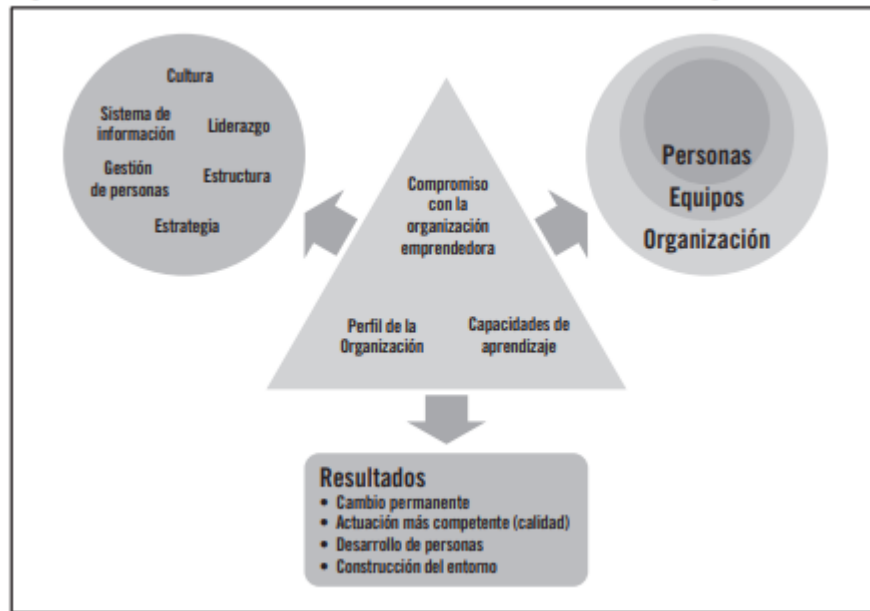 Cultura
Sistema de
información
Liderazgo
Gestión
de personas
Estructura
Estrategia
Compromiso
con la
organización
emprendedora
Perfil de la
Organización
Capacidades de
aprendizaje
Personas
Equipos
Organización
Resultados
• Cambio permanente
• Actuación más competente (calidad)
• Desarrollo de personas
• Construcción del entorno